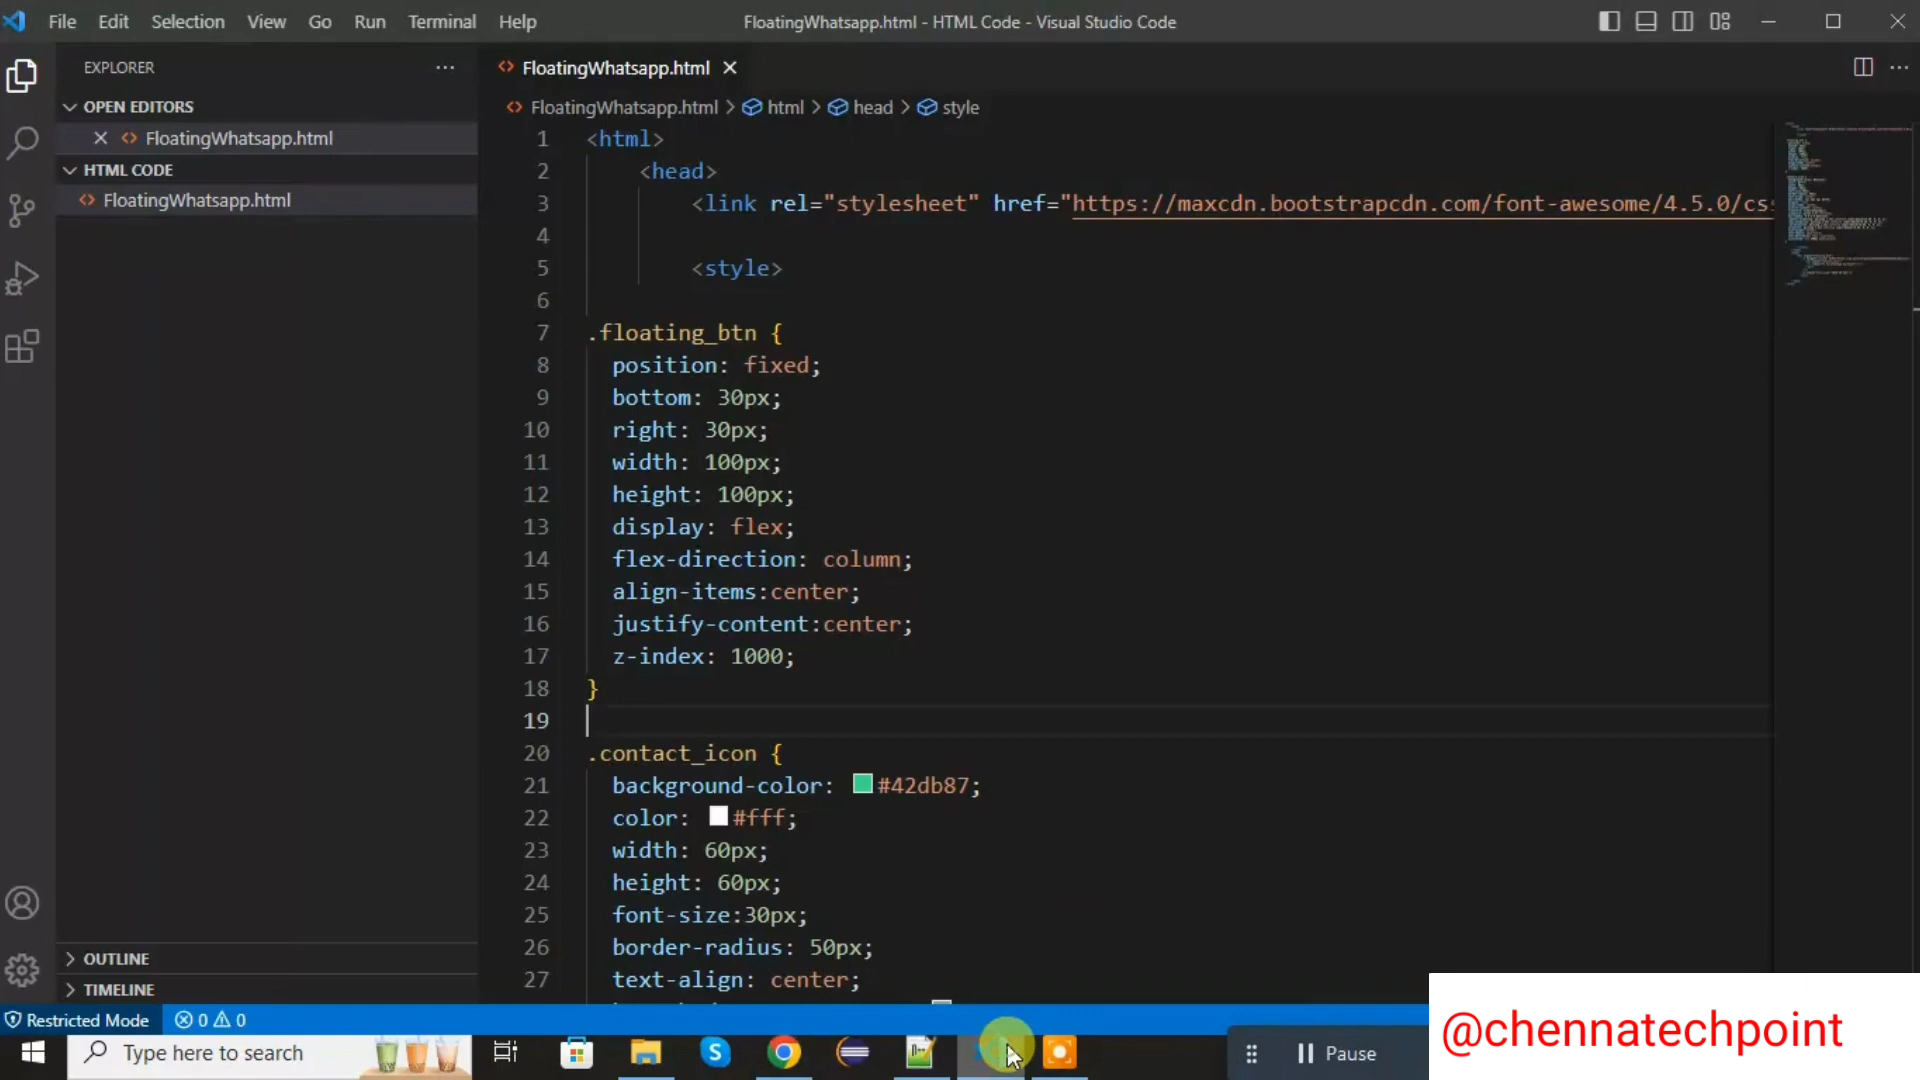 File Edit Selection View Go Run Terminal Help
FloatingWhatsapp.html - HTML Code - Visual Studio Code
EXPLORER
OPEN EDITORS
FloatingWhatsapp.html
HTML CODE
FloatingWhatsapp.html
OUTLINE
TIMELINE
FloatingWhatsapp.html
FloatingWhatsapp.html > html > head > style
1 <html>
2 <head>
3 <link rel="stylesheet" href="https://maxcdn.bootstrapcdn.com/font-awesome/4.5.0/css
4
5 <style>
6
7 .floating_btn {
8 position: fixed;
9 bottom: 30px;
10 right: 30px;
11 width: 100px;
12 height: 100px;
13 display: flex;
14 flex-direction: column;
15 align-items:center;
16 justify-content:center;
17 z-index: 1000;
18 }
19
20 .contact_icon {
21 background-color: #42db87;
22 color: #fff;
23 width: 60px;
24 height: 60px;
25 font-size:30px;
26 border-radius: 50px;
27 text-align: center;
Restricted Mode 0 0
Type here to search
Pause
@chennatechpoint